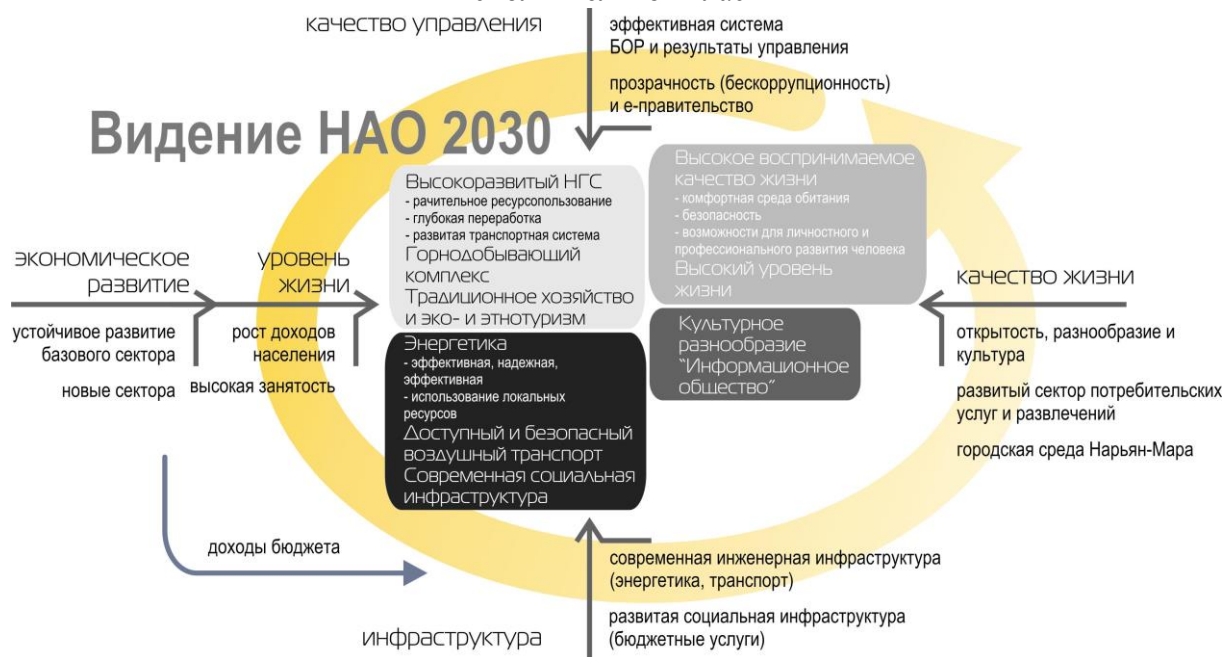 качество управления
эффективная система
БОР и результаты управления
прозрачность (бескоррупционность)
и е-правительство
Видение НАО 2030
Высокоразвитый НГС
- рачительное ресурсопользование
- глубокая переработка
- развитая транспортная система
Горнодобывающий
комплекс
Традиционное хозяйство
и эко- и этнотуризм
Высокое воспринимаемое
качество жизни
- комфортная среда обитания
- безопасность
- возможности для личностного и
профессионального развития человека
Высокий уровень
жизни
экономическое
развитие
устойчивое развитие
базового сектора
новые сектора
уровень
жизни
рост доходов
населения
высокая занятость
Энергетика
- эффективная, надежная,
эффективная
- использование локальных
ресурсов
Доступный и безопасный
воздушный транспорт
Современная социальная
инфраструктура
Культурное
разнообразие
"Информационное
общество"
качество жизни
открытость, разнообразие и
культура
развитый сектор потребительских
услуг и развлечений
городская среда Нарьян-Мара
доходы бюджета
современная инженерная инфраструктура
(энергетика, транспорт)
развитая социальная инфраструктура
(бюджетные услуги)
инфраструктура